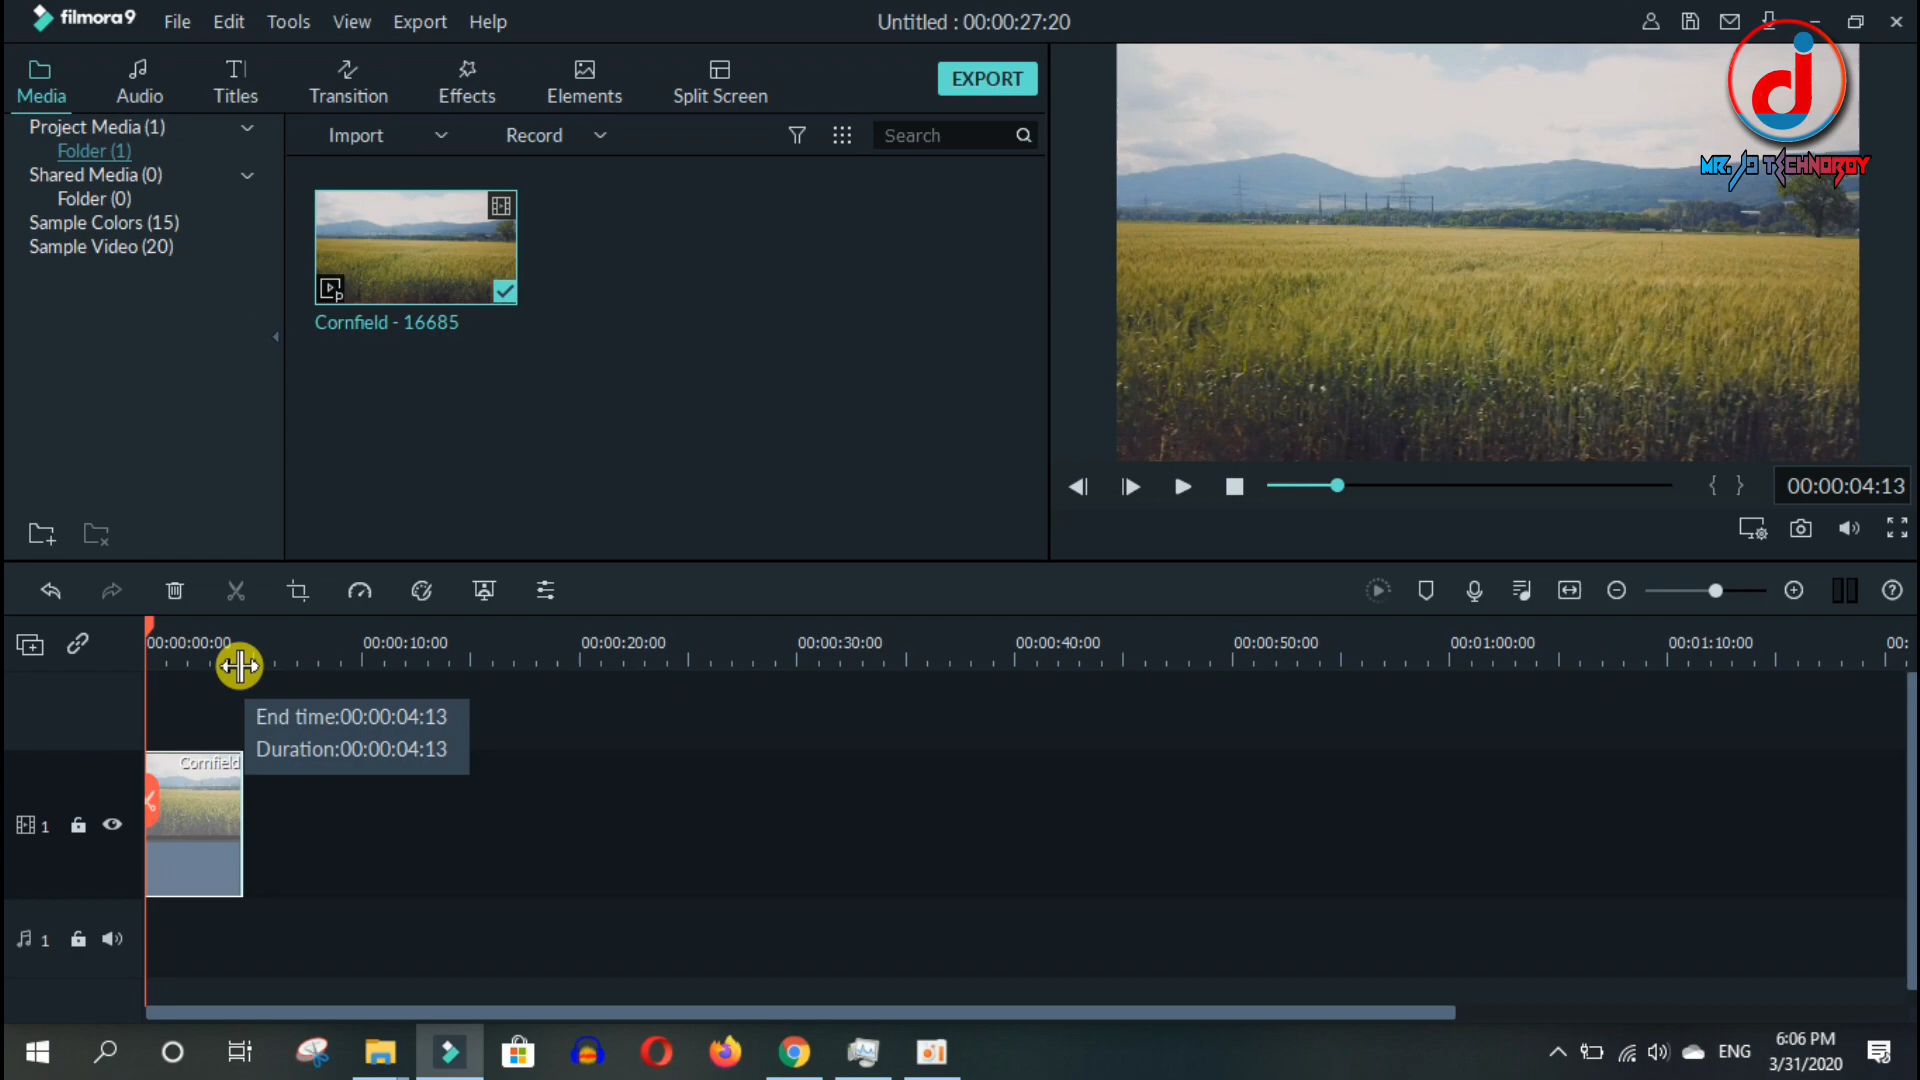 filmora9 File Edit Tools View Export Help Untitled : 00:00:27:20
Media Audio Titles Transition Effects Elements Split Screen EXPORT
Project Media (1)
Folder (1)
Shared Media (0)
Folder (0)
Sample Colors (15)
Sample Video (20)
Import Record Search
Cornfield - 16685
MR. JD TECHNOBOY
00:00:04:13
00:00:00:00 00:00:10:00 00:00:20:00 00:00:30:00 00:00:40:00 00:00:50:00 00:01:00:00 00:01:10:00 00:
End time:00:00:04:13
Duration:00:00:04:13
Cornfield
1
1
ENG
6:06 PM
3/31/2020